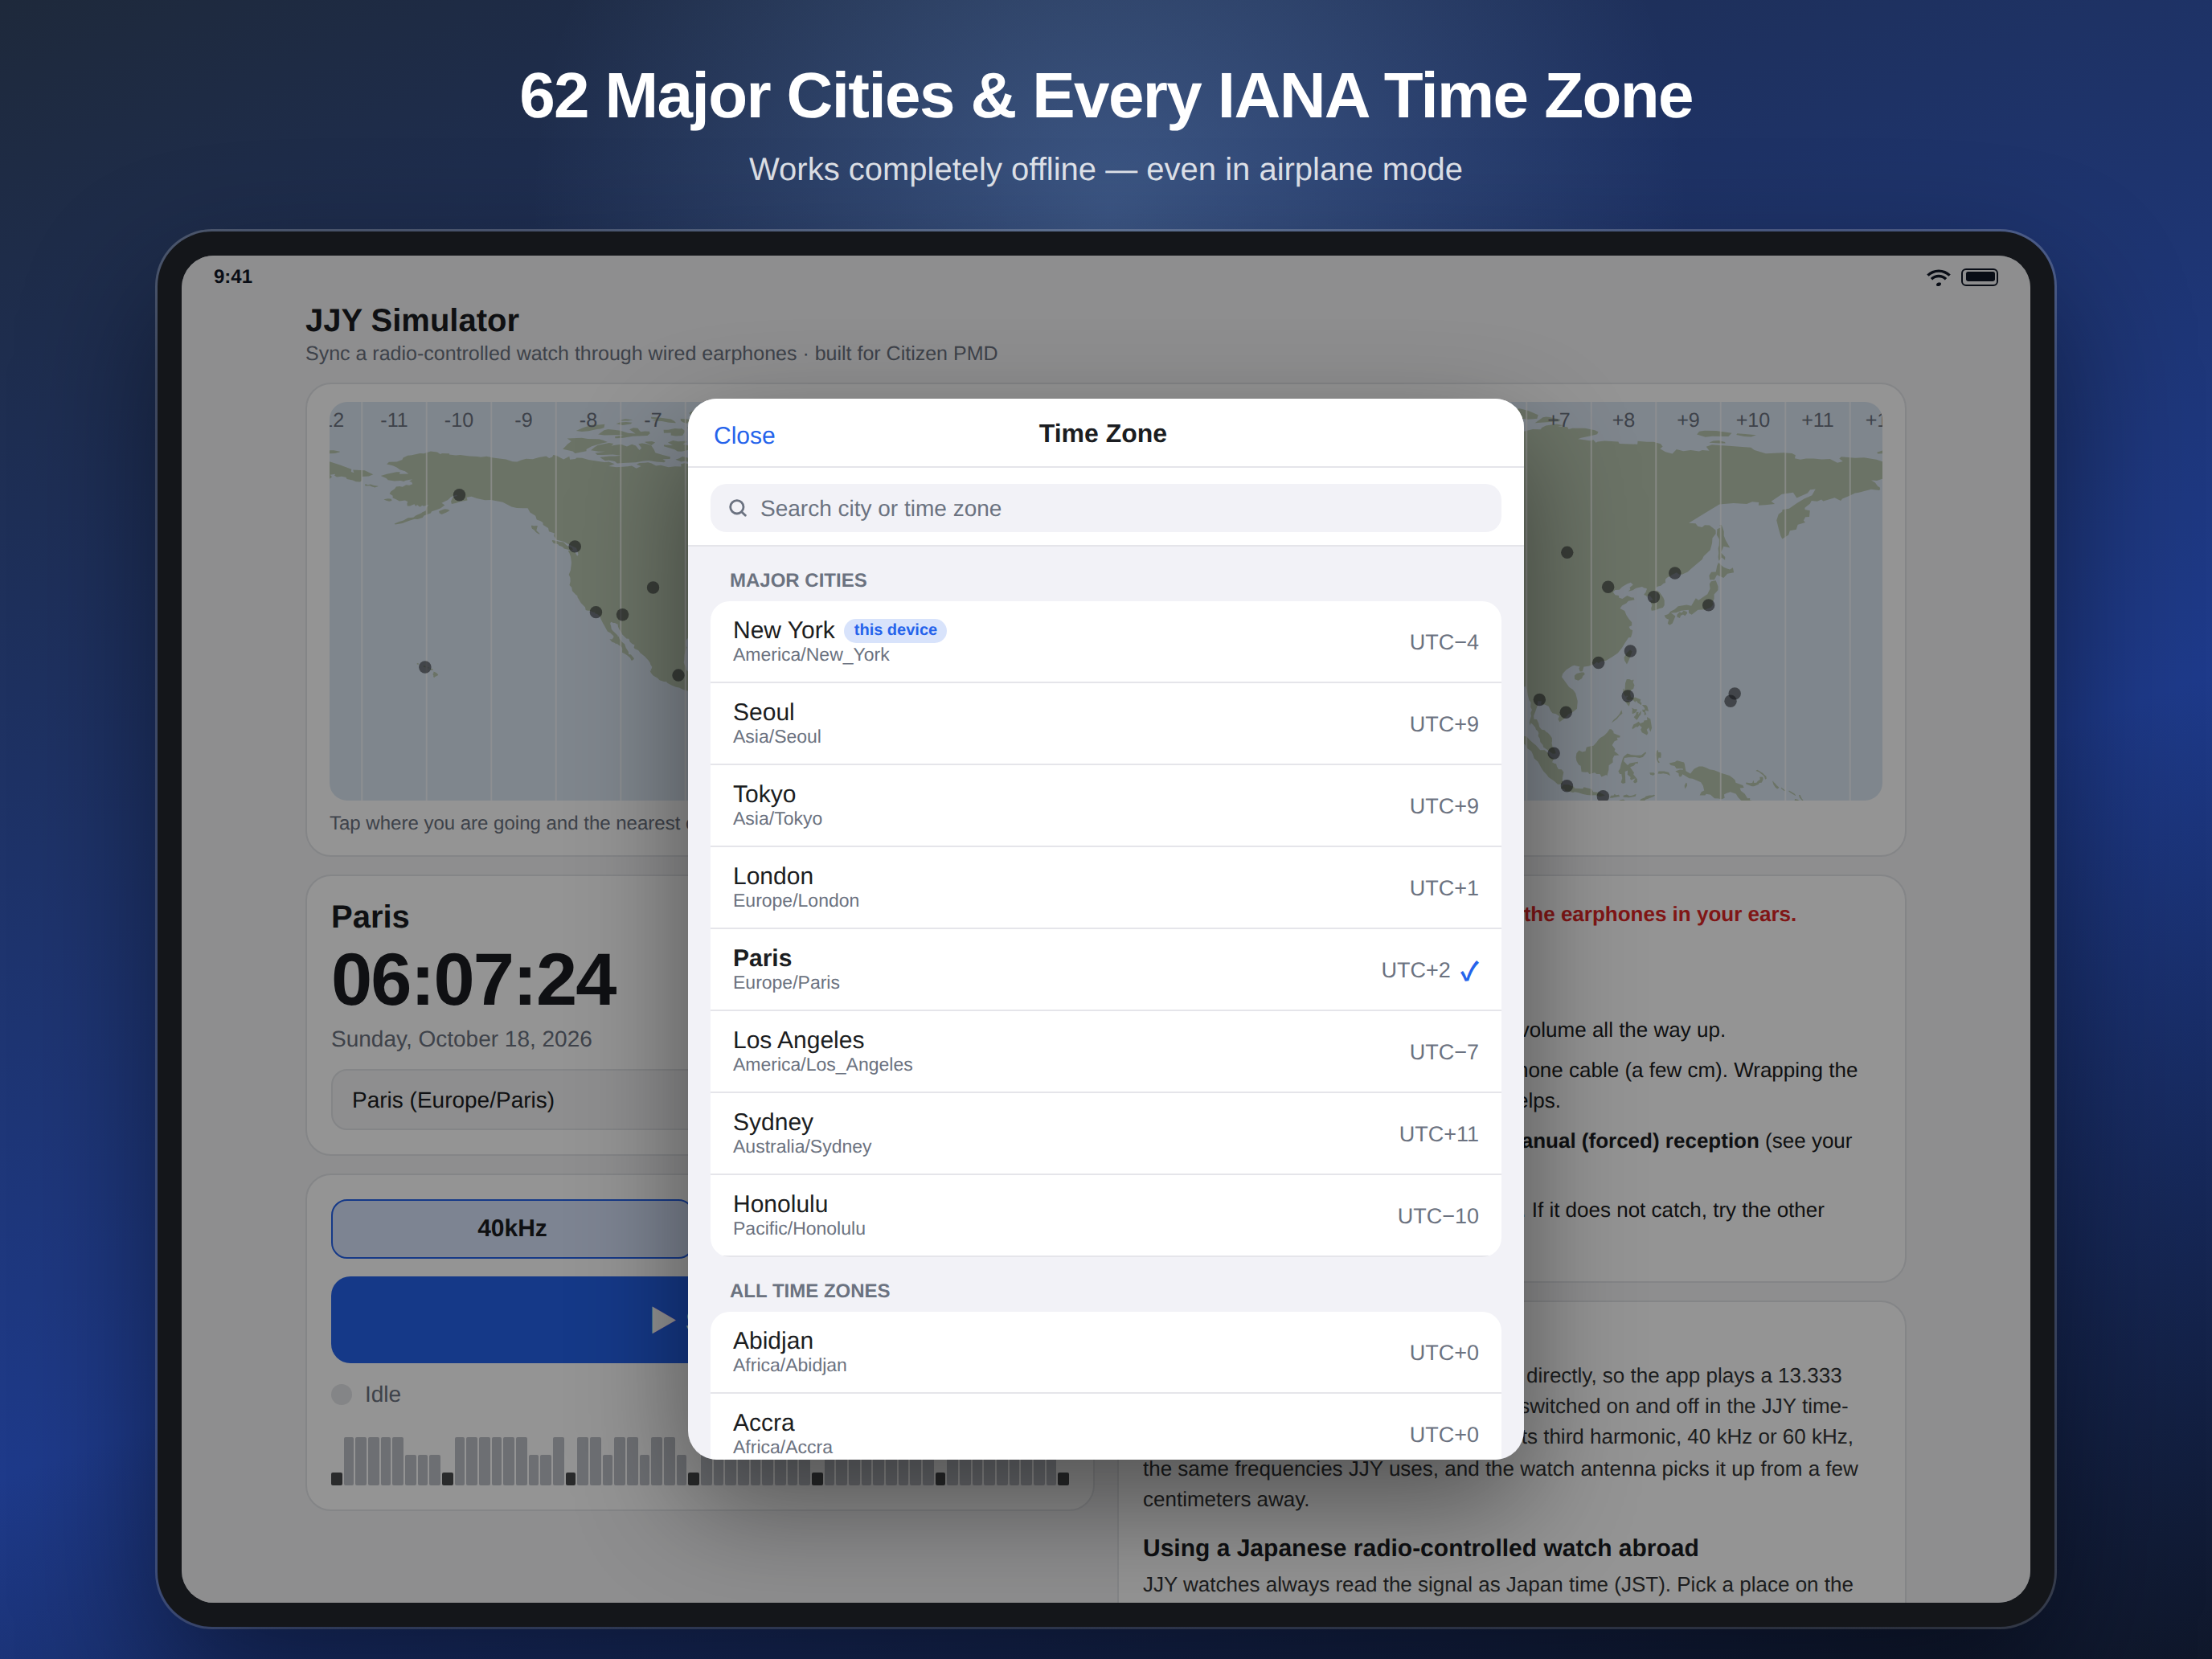 62 Major Cities & Every IANA Time Zone
Works completely offline — even in airplane mode
9:41
JJY Simulator
Sync a radio-controlled watch through wired earphones · built for Citizen PMD
-11 -10 -9 -8 -7
+7 +8 +9 +10 +11
Tap where you are going and the nearest
Close
Time Zone
Search city or time zone
MAJOR CITIES
New York this device
America/New_York
UTC−4
Seoul
Asia/Seoul
UTC+9
Tokyo
Asia/Tokyo
UTC+9
London
Europe/London
UTC+1
Paris
Europe/Paris
UTC+2 ✓
Los Angeles
America/Los_Angeles
UTC−7
Sydney
Australia/Sydney
UTC+11
Honolulu
Pacific/Honolulu
UTC−10
ALL TIME ZONES
Abidjan
Africa/Abidjan
UTC+0
Accra
Africa/Accra
UTC+0
Paris
06:07:24
Sunday, October 18, 2026
Paris (Europe/Paris)
40kHz
Idle
the earphones in your ears.
volume all the way up.
cable (a few cm). Wrapping the
(forced) reception (see your
If it does not catch, try the other
directly, so the app plays a 13.333
switched on and off in the JJY time-
third harmonic, 40 kHz or 60 kHz,
the same frequencies JJY uses, and the watch antenna picks it up from a few
centimeters away.
Using a Japanese radio-controlled watch abroad
JJY watches always read the signal as Japan time (JST). Pick a place on the